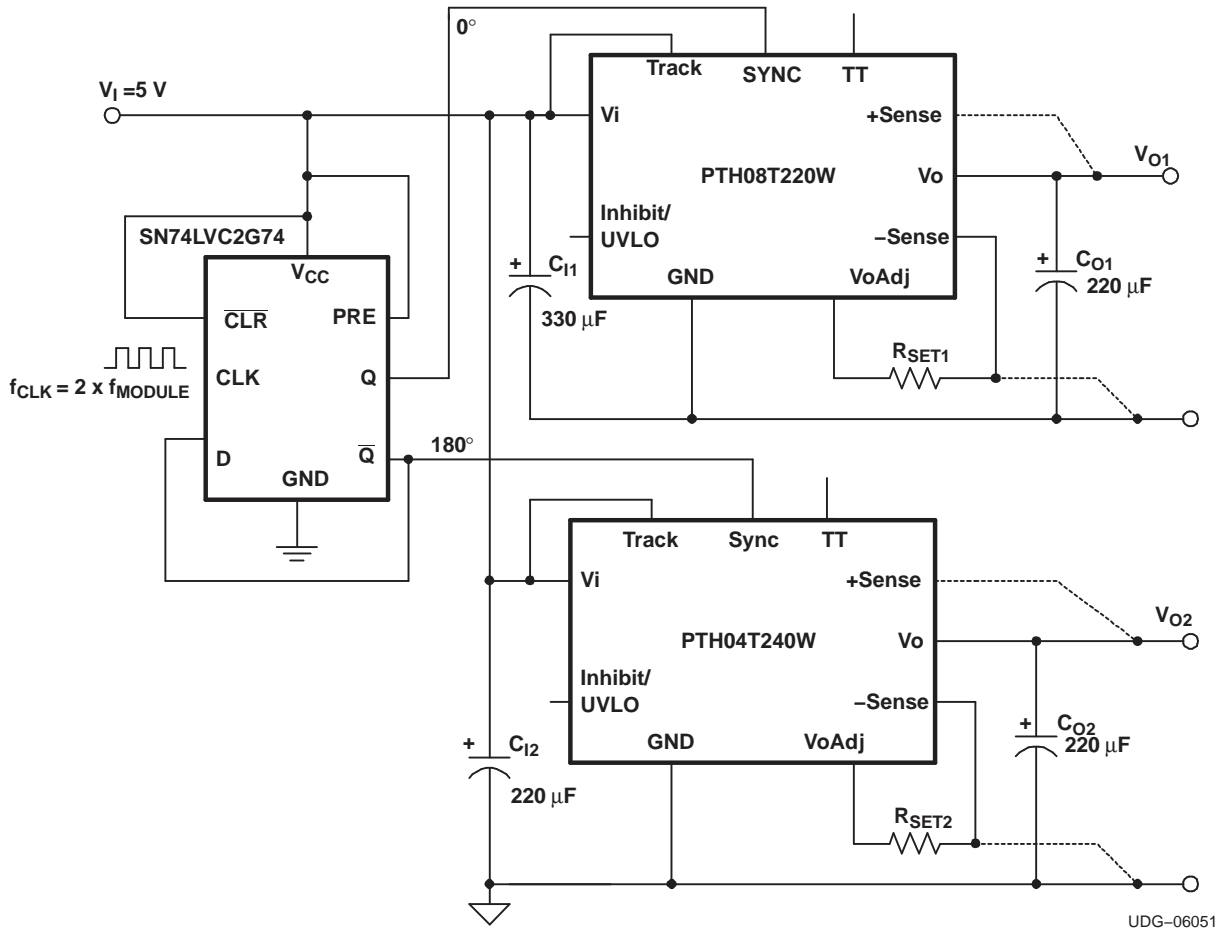 0°
V_I =5 V
Track
SYNC
TT
Vi
+Sense
PTH08T220W
Vo
V_O1
Inhibit/
UVLO
–Sense
GND
VoAdj
+
C_I1
330 μF
+
C_O1
220 μF
R_SET1
SN74LVC2G74
V_CC
C̅L̅R̅
PRE
CLK
Q
f_CLK = 2 x f_MODULE
D
Q̅
GND
180°
Track
Sync
TT
Vi
+Sense
PTH04T240W
Vo
V_O2
Inhibit/
UVLO
–Sense
GND
VoAdj
+
C_I2
220 μF
+
C_O2
220 μF
R_SET2
UDG–06051